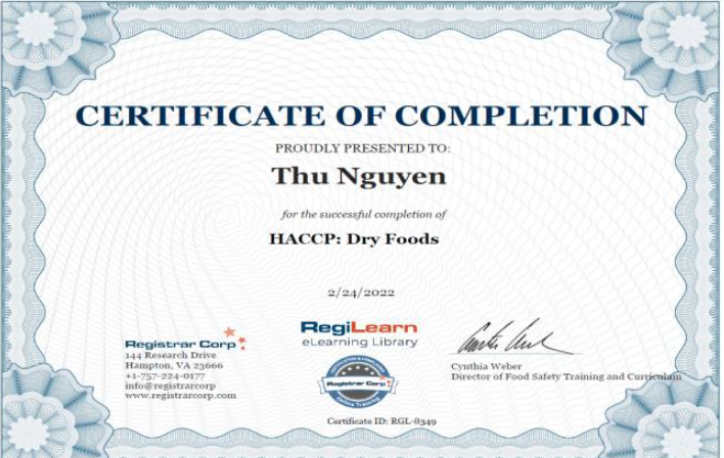 CERTIFICATE OF COMPLETION
PROUDLY PRESENTED TO:
Thu Nguyen
for the successful completion of
HACCP: Dry Foods
2/24/2022
Registrar Corp
144 Research Drive
Hampton, VA 23666
+1-757-224-0177
info@registrarcorp
www.registrarcorp.com
RegiLearn
eLearning Library
Registrar Corp
Online Training
Certificate ID: RGL-8349
Cynthia Weber
Director of Food Safety Training and Curriculum